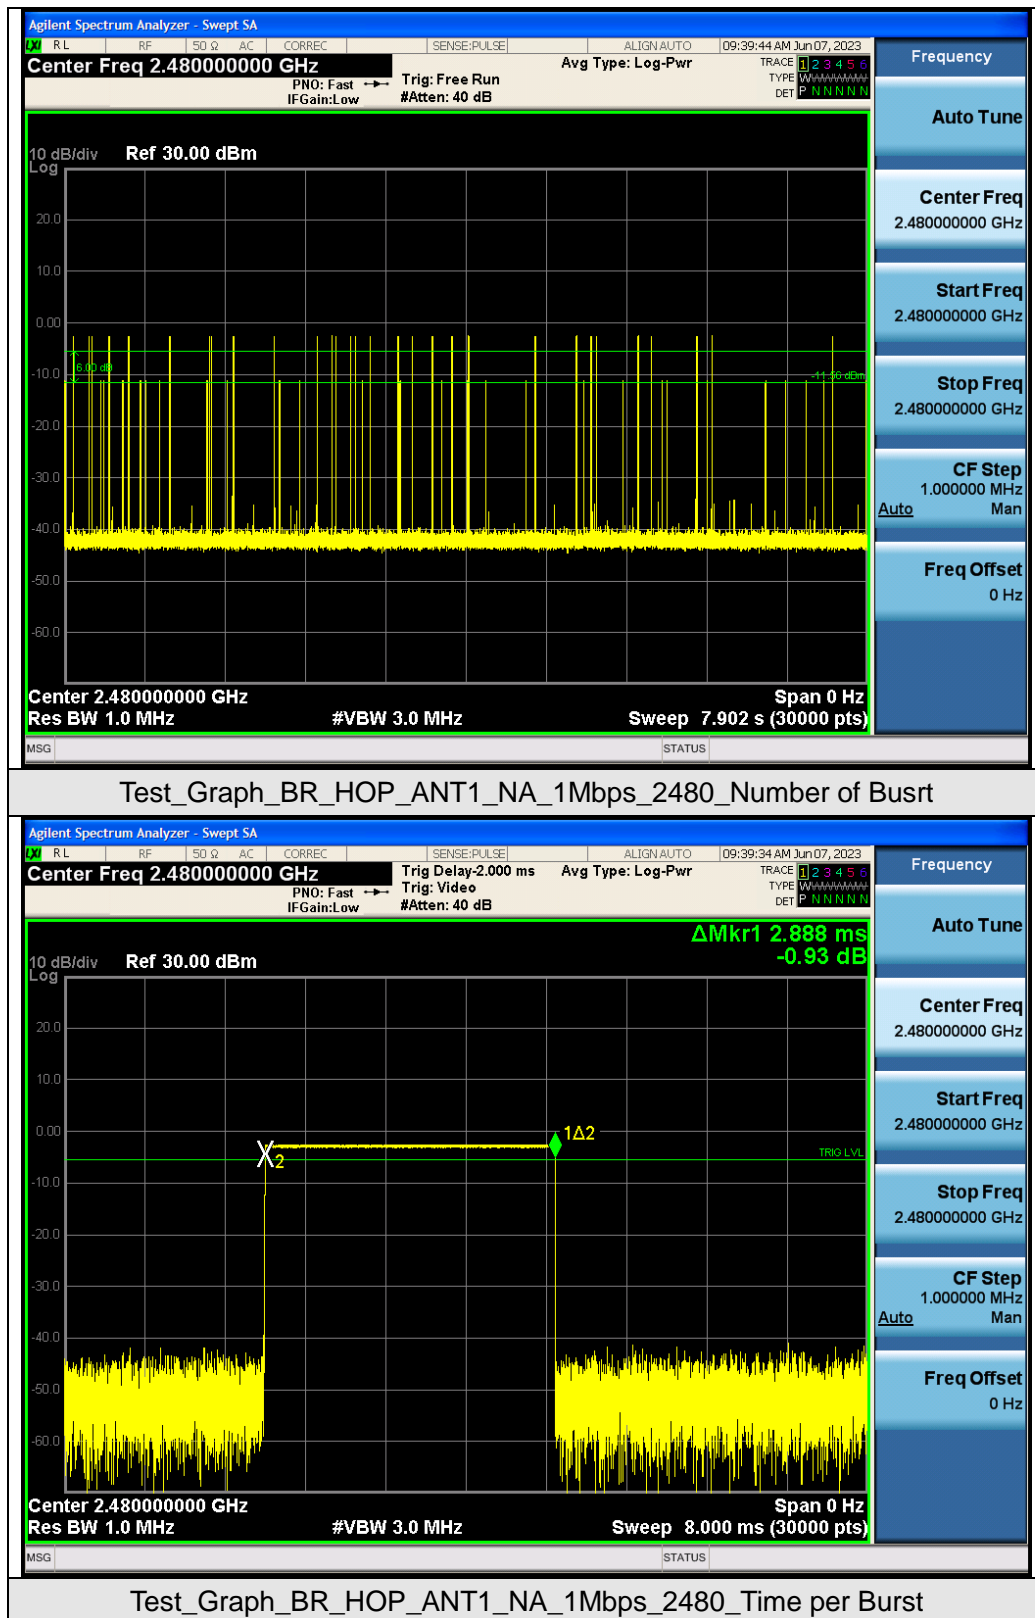 Agilent Spectrum Analyzer - Swept SA
LXI RL RF 50 Ω AC CORREC SENSE:PULSE ALIGN AUTO 09:39:44 AM Jun 07, 2023
Center Freq 2.480000000 GHz
PNO: Fast
IFGain:Low
Trig: Free Run
#Atten: 40 dB
Avg Type: Log-Pwr
TRACE 1 2 3 4 5 6
TYPE W
DET P N N N N N
10 dB/div Ref 30.00 dBm
Log
20.0
10.0
0.00
6.00 dB
-10.0
-20.0
-30.0
-40.0
-50.0
-60.0
Center 2.480000000 GHz Span 0 Hz
Res BW 1.0 MHz #VBW 3.0 MHz Sweep 7.902 s (30000 pts)
MSG STATUS
Frequency
Auto Tune
Center Freq
2.480000000 GHz
Start Freq
2.480000000 GHz
Stop Freq
2.480000000 GHz
CF Step
1.000000 MHz
Auto Man
Freq Offset
0 Hz
Test_Graph_BR_HOP_ANT1_NA_1Mbps_2480_Number of Busrt
Agilent Spectrum Analyzer - Swept SA
LXI RL RF 50 Ω AC CORREC SENSE:PULSE ALIGN AUTO 09:39:34 AM Jun 07, 2023
Center Freq 2.480000000 GHz
PNO: Fast
IFGain:Low
Trig Delay-2.000 ms
Trig: Video
#Atten: 40 dB
Avg Type: Log-Pwr
TRACE 1 2 3 4 5 6
TYPE W
DET P N N N N N
ΔMkr1 2.888 ms
-0.93 dB
10 dB/div Ref 30.00 dBm
Log
20.0
10.0
0.00
1Δ2
2
TRIG LVL
-10.0
-20.0
-30.0
-40.0
-50.0
-60.0
Center 2.480000000 GHz Span 0 Hz
Res BW 1.0 MHz #VBW 3.0 MHz Sweep 8.000 ms (30000 pts)
MSG STATUS
Frequency
Auto Tune
Center Freq
2.480000000 GHz
Start Freq
2.480000000 GHz
Stop Freq
2.480000000 GHz
CF Step
1.000000 MHz
Auto Man
Freq Offset
0 Hz
Test_Graph_BR_HOP_ANT1_NA_1Mbps_2480_Time per Burst